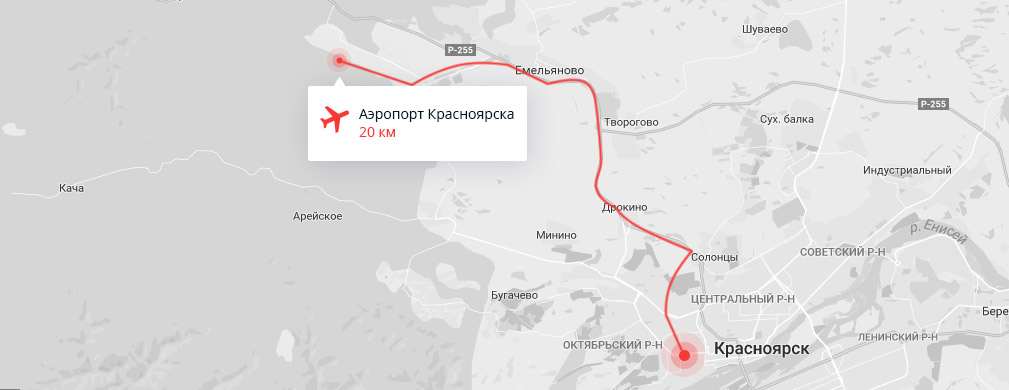 Шуваево
Р-255
Емельяново
Р-255
Аэропорт Красноярска
20 км
Творогово
Сух. балка
Индустриальный
Кача
Арейское
Дрокино
Минино
р. Енисей
СОВЕТСКИЙ Р-Н
Солонцы
Бугачево
ЦЕНТРАЛЬНЫЙ Р-Н
Бере
ОКТЯБРЬСКИЙ Р-Н
Красноярск
ЛЕНИНСКИЙ Р-Н